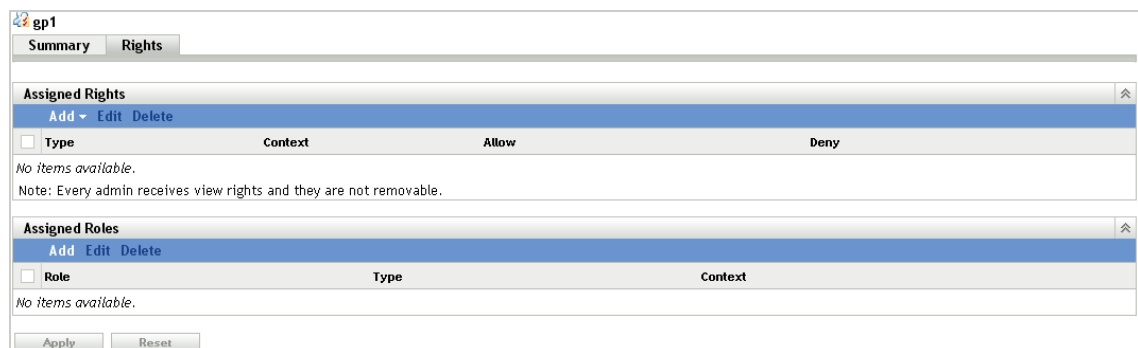 gp1
Summary Rights
Assigned Rights
Add Edit Delete
Type Context Allow Deny
No items available.
Note: Every admin receives view rights and they are not removable.
Assigned Roles
Add Edit Delete
Role Type Context
No items available.
Apply Reset